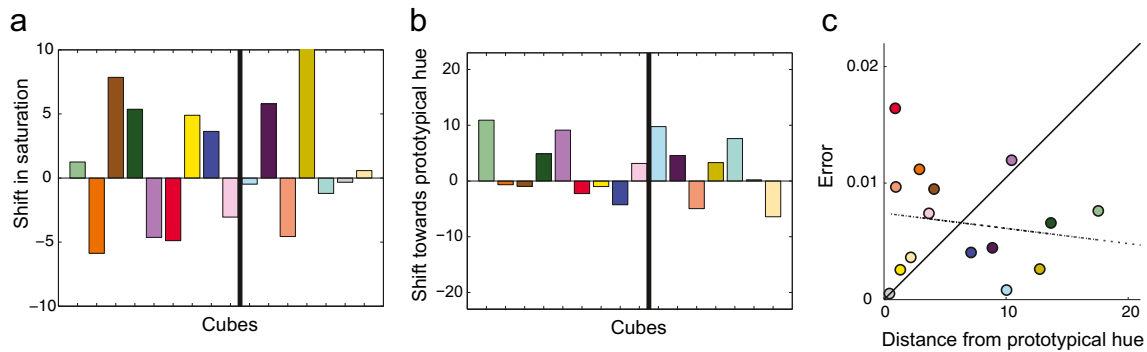 a
Shift in saturation
10
5
0
−5
−10
Cubes
b
Shift towards prototypical hue
20
10
0
−10
−20
Cubes
c
Error
0.02
0.01
0
0 10 20
Distance from prototypical hue